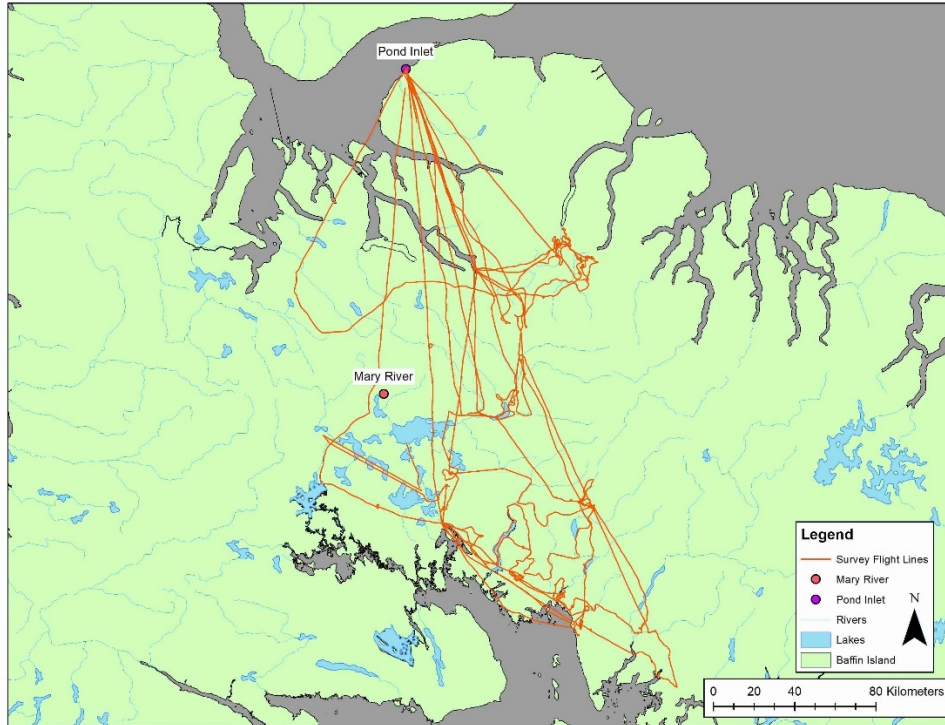 Pond Inlet
Mary River
Legend
Survey Flight Lines
Mary River
Pond Inlet
Rivers
Lakes
Baffin Island
N
0 20 40 80 Kilometers